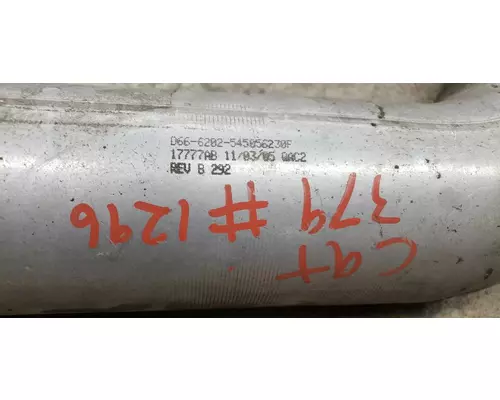 D66-6202-545056230F
17777AB 11/03/05 QAC2
REV B 292
Cat
379 #1296